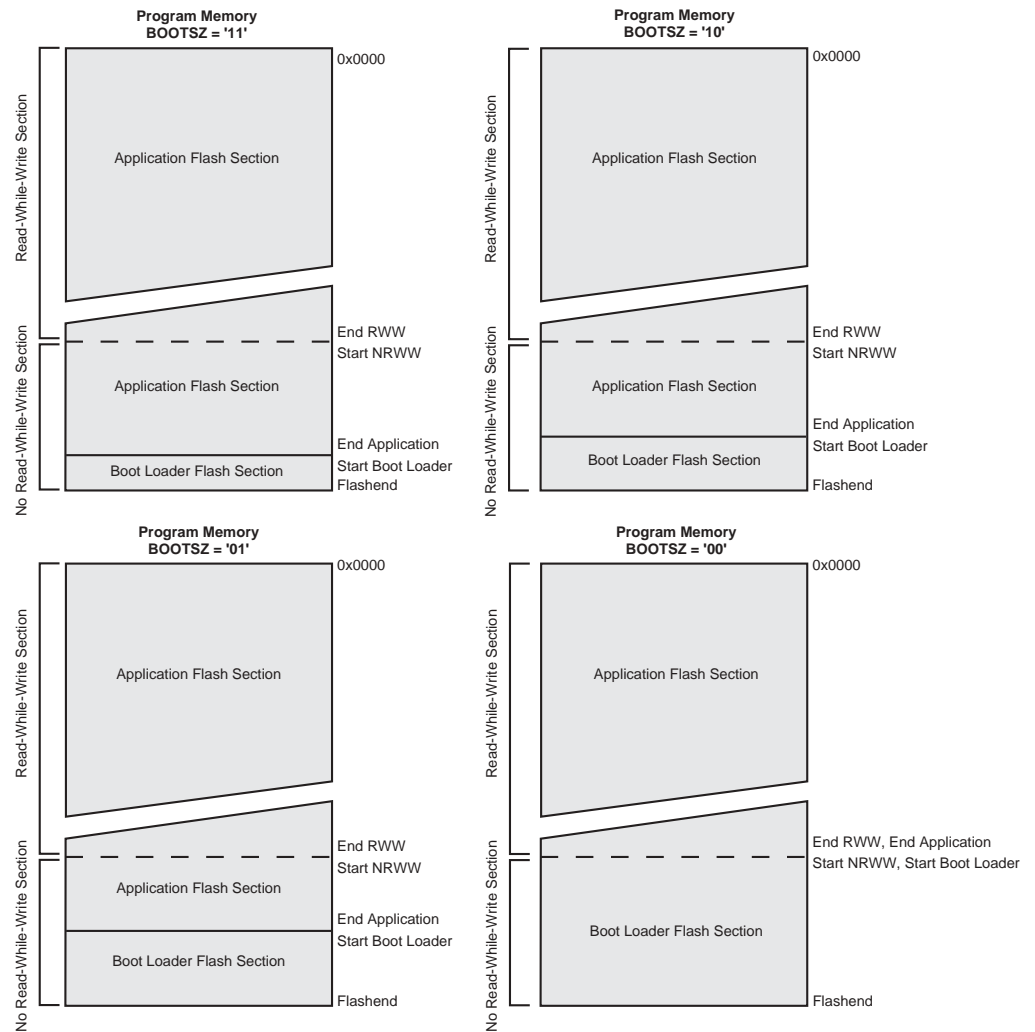 Program Memory
BOOTSZ = '11'
0x0000
Read-While-Write Section
Application Flash Section
End RWW
Start NRWW
No Read-While-Write Section
Application Flash Section
End Application
Start Boot Loader
Boot Loader Flash Section
Flashend
Program Memory
BOOTSZ = '10'
0x0000
Read-While-Write Section
Application Flash Section
End RWW
Start NRWW
No Read-While-Write Section
Application Flash Section
End Application
Start Boot Loader
Boot Loader Flash Section
Flashend
Program Memory
BOOTSZ = '01'
0x0000
Read-While-Write Section
Application Flash Section
End RWW
Start NRWW
No Read-While-Write Section
Application Flash Section
End Application
Start Boot Loader
Boot Loader Flash Section
Flashend
Program Memory
BOOTSZ = '00'
0x0000
Read-While-Write Section
Application Flash Section
End RWW, End Application
Start NRWW, Start Boot Loader
No Read-While-Write Section
Boot Loader Flash Section
Flashend